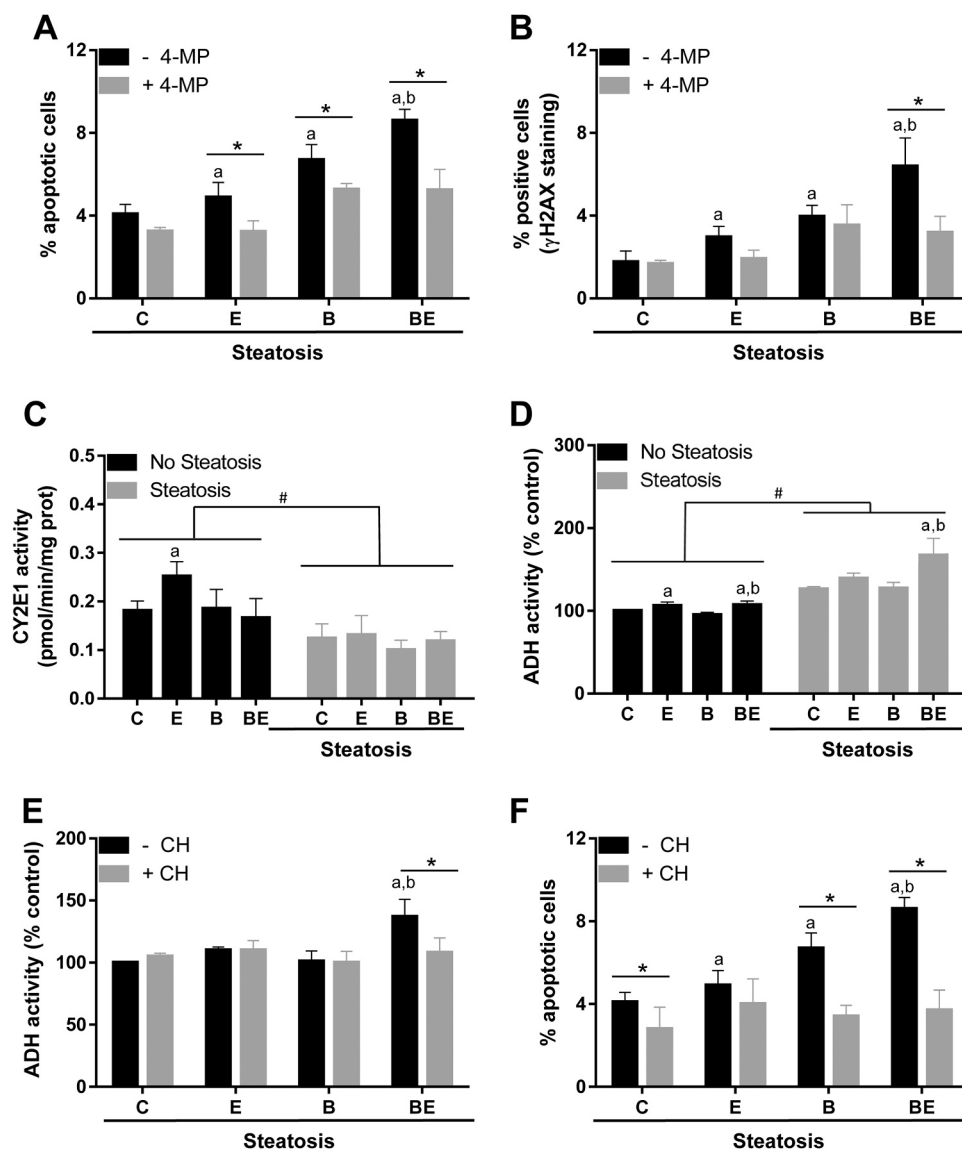 A
- 4-MP
+ 4-MP
% apoptotic cells
12
8
4
0
a
*
a
*
a,b
*
C E B BE
Steatosis
B
- 4-MP
+ 4-MP
% positive cells
(γH2AX staining)
12
8
4
0
a
a
a,b
*
C E B BE
Steatosis
C
No Steatosis
Steatosis
CY2E1 activity
(pmol/min/mg prot)
0.5
0.4
0.3
0.2
0.1
0.0
#
a
C E B BE C E B BE
Steatosis
D
No Steatosis
Steatosis
ADH activity (% control)
300
200
150
100
50
0
#
a
a,b
a,b
C E B BE C E B BE
Steatosis
E
- CH
+ CH
ADH activity (% control)
200
150
100
50
0
a,b
*
C E B BE
Steatosis
F
- CH
+ CH
% apoptotic cells
12
8
4
0
*
a
a
*
a,b
*
C E B BE
Steatosis